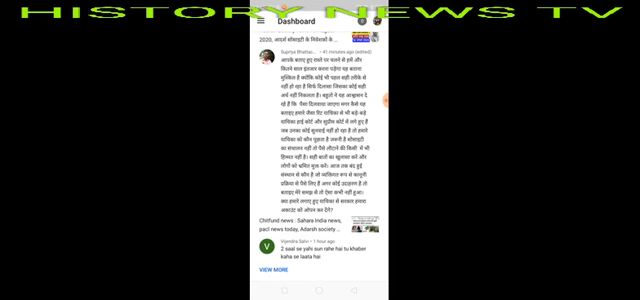 HISTORY NEWS TV
Dashboard
2020, आदर्श सोसाइटी के निवेशकों के ...
Supriya Bhattac... • 41 minutes ago (edited)
आपके बताए हुए रास्ते पर चलने से हमें और
कितने साल इंतजार करना पड़ेगा यह बताना
मुश्किल है क्योंकि कोई भी पहल सही तरीके से
नहीं हो रहा है सिर्फ दिलासा जिसका कोई सही
अर्थ नहीं निकलता है। बहुतों ने यह आश्वासन दे
रहे हैं कि पैसा दिलवाया जाएगा मगर कैसे यह
बताइए हमारे जैसा रिट याचिका से भी बड़े-बड़े
याचिका हाई कोर्ट और सुप्रीम कोर्ट में लगे हुए हैं
जब उनका कोई सुनवाई नहीं हो रहा है तो हमारे
याचिका को कौन पूछता है जरूरी है सोसाइटी
का संचालन नहीं तो पैसे लौटाने की किसी में भी
हिम्मत नहीं है। सही बातों का खुलासा करें और
लोगों को भ्रमित मुक्त करें। आज तक बंद हुई
संस्थान से कौन है जो व्यक्तिगत रूप से कानूनी
प्रक्रिया से पैसे लिए हैं अगर कोई उदाहरण है तो
बताइए मेरे समझ से तो ऐसा कभी नहीं हुआ।
क्या हमारे लगाए हुए याचिका से सरकार हमारा
अकाउंट को ओपन कर देंगे?
Chitfund news : Sahara India news,
pacl news today, Adarsh society ...
V
Vijendra Sahn • 1 hour ago
2 saal se yahi sun rahe hai tu khaber
kaha se laata hai
VIEW MORE